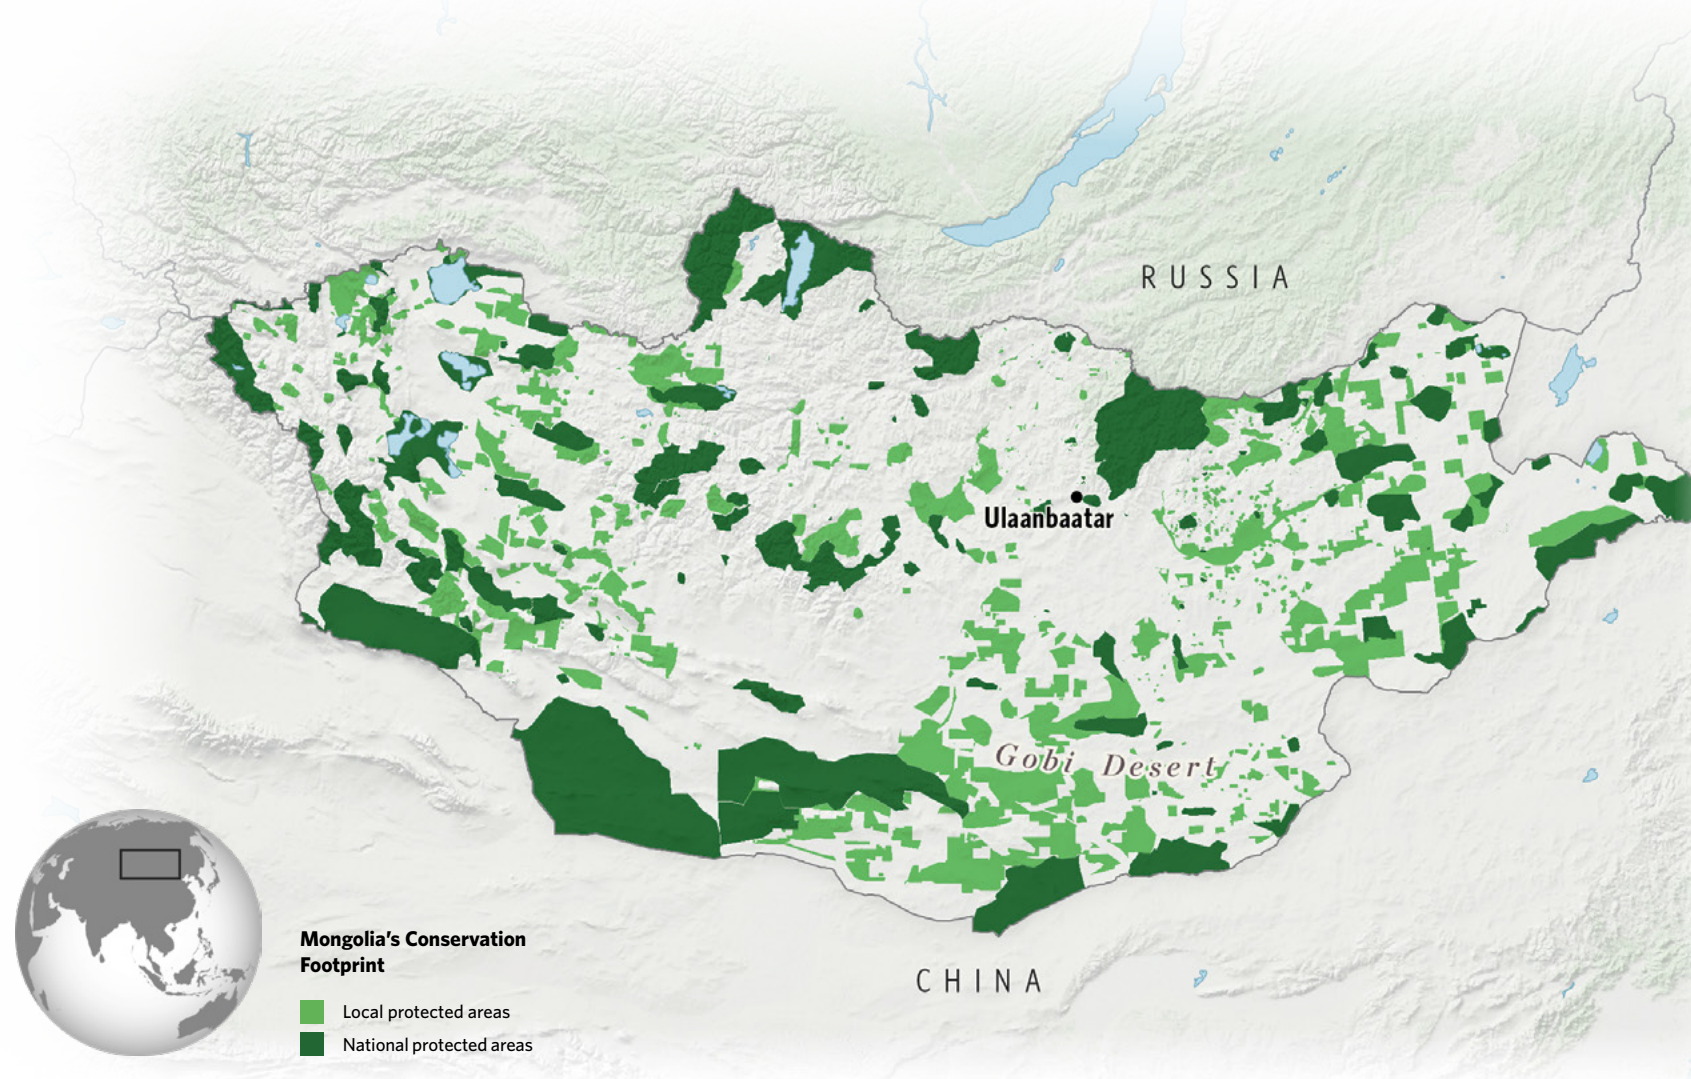 RUSSIA
Ulaanbaatar
Gobi Desert
CHINA
Mongolia's Conservation
Footprint
Local protected areas
National protected areas